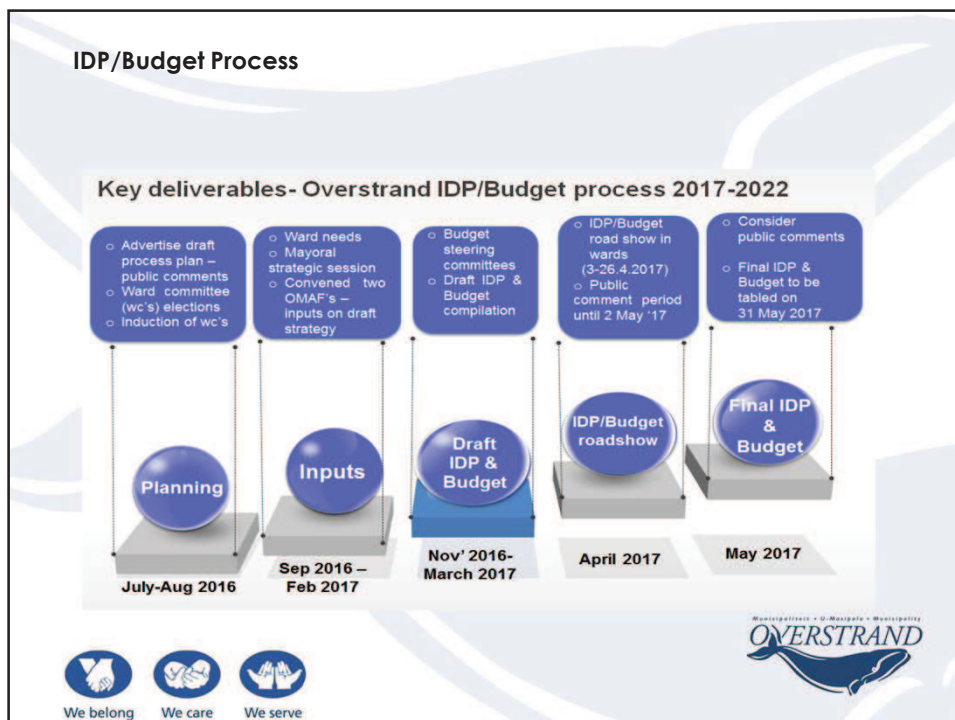 IDP/Budget Process
Key deliverables- Overstrand IDP/Budget process 2017-2022
o Advertise draft
process plan –
public comments
o Ward committee
(wc's) elections
o Induction of wc's
o Ward needs
o Mayoral
strategic session
o Convened two
OMAF's –
inputs on draft
strategy
o Budget
steering
committees
o Draft IDP &
Budget
compilation
o IDP/Budget
road show in
wards
(3-26.4.2017)
o Public
comment period
until 2 May '17
o Consider
public comments
o Final IDP &
Budget to be
tabled on
31 May 2017
Planning
Inputs
Draft
IDP &
Budget
IDP/Budget
roadshow
Final IDP
&
Budget
July-Aug 2016
Sep 2016 –
Feb 2017
Nov' 2016-
March 2017
April 2017
May 2017
We belong
We care
We serve
Munisipaliteit • U-Masipala • Municipality
OVERSTRAND